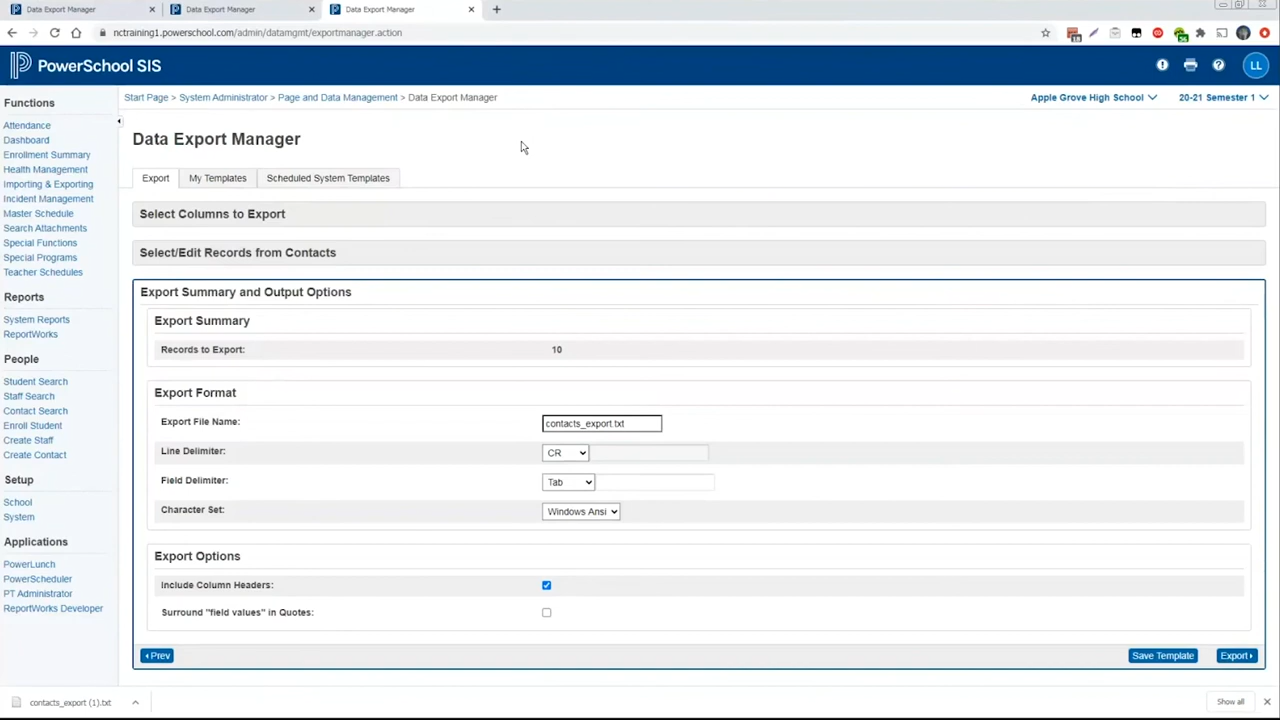 Data Export Manager
Data Export Manager
Data Export Manager
nctraining1.powerschool.com/admin/datamgmt/exportmanager.action
PowerSchool SIS
LL
Functions
Attendance
Dashboard
Enrollment Summary
Health Management
Importing & Exporting
Incident Management
Master Schedule
Search Attachments
Special Functions
Special Programs
Teacher Schedules
Reports
System Reports
ReportWorks
People
Student Search
Staff Search
Contact Search
Enroll Student
Create Staff
Create Contact
Setup
School
System
Applications
PowerLunch
PowerScheduler
PT Administrator
ReportWorks Developer
Start Page > System Administrator > Page and Data Management > Data Export Manager
Apple Grove High School
20-21 Semester 1
Data Export Manager
Export
My Templates
Scheduled System Templates
Select Columns to Export
Select/Edit Records from Contacts
Export Summary and Output Options
Export Summary
Records to Export: 10
Export Format
Export File Name: contacts_export.txt
Line Delimiter: CR
Field Delimiter: Tab
Character Set: Windows Ansi
Export Options
Include Column Headers:
Surround "field values" in Quotes:
Prev
Save Template
Export
contacts_export (1).txt
Show all